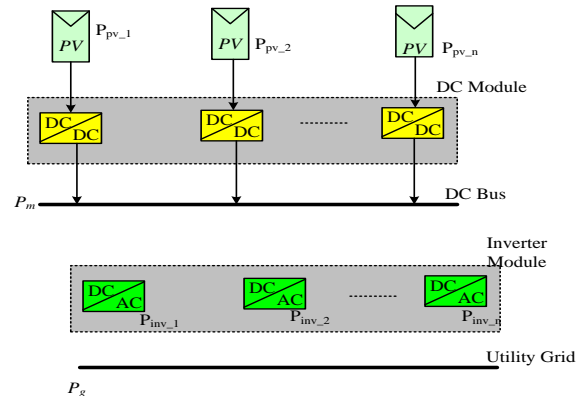 PV P_pv_1
PV P_pv_2
PV P_pv_n
DC Module
DC DC
DC DC
DC DC
P_m
DC Bus
Inverter Module
DC AC
DC AC
DC AC
P_inv_1
P_inv_2
P_inv_n
Utility Grid
P_g